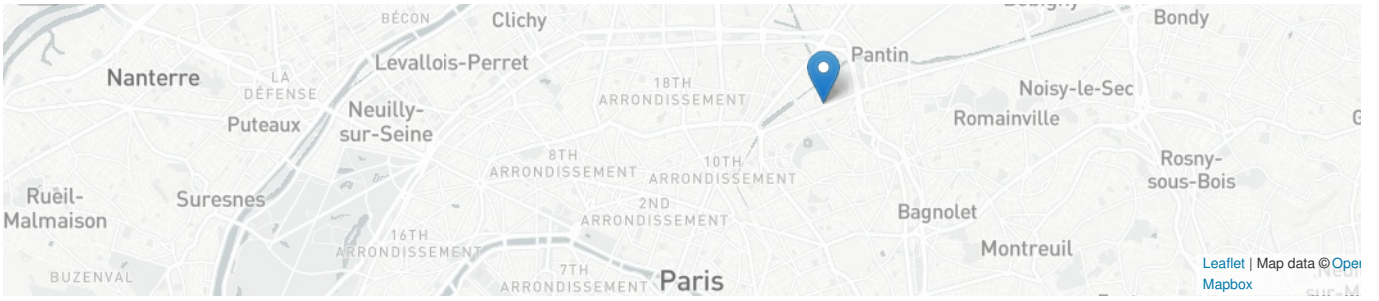 BÉCON
Clichy
Bondy
Pantin
Levallois-Perret
Nanterre
LA
DÉFENSE
18TH
ARRONDISSEMENT
Noisy-le-Sec
Neuilly-
sur-Seine
Puteaux
Romainville
8TH
ARRONDISSEMENT
10TH
ARRONDISSEMENT
Rosny-
sous-Bois
Rueil-
Malmaison
Suresnes
2ND
ARRONDISSEMENT
Bagnolet
16TH
ARRONDISSEMENT
Montreuil
BUZENVAL
7TH
ARRONDISSEMENT
Paris
Leaflet | Map data ©Oper
Mapbox